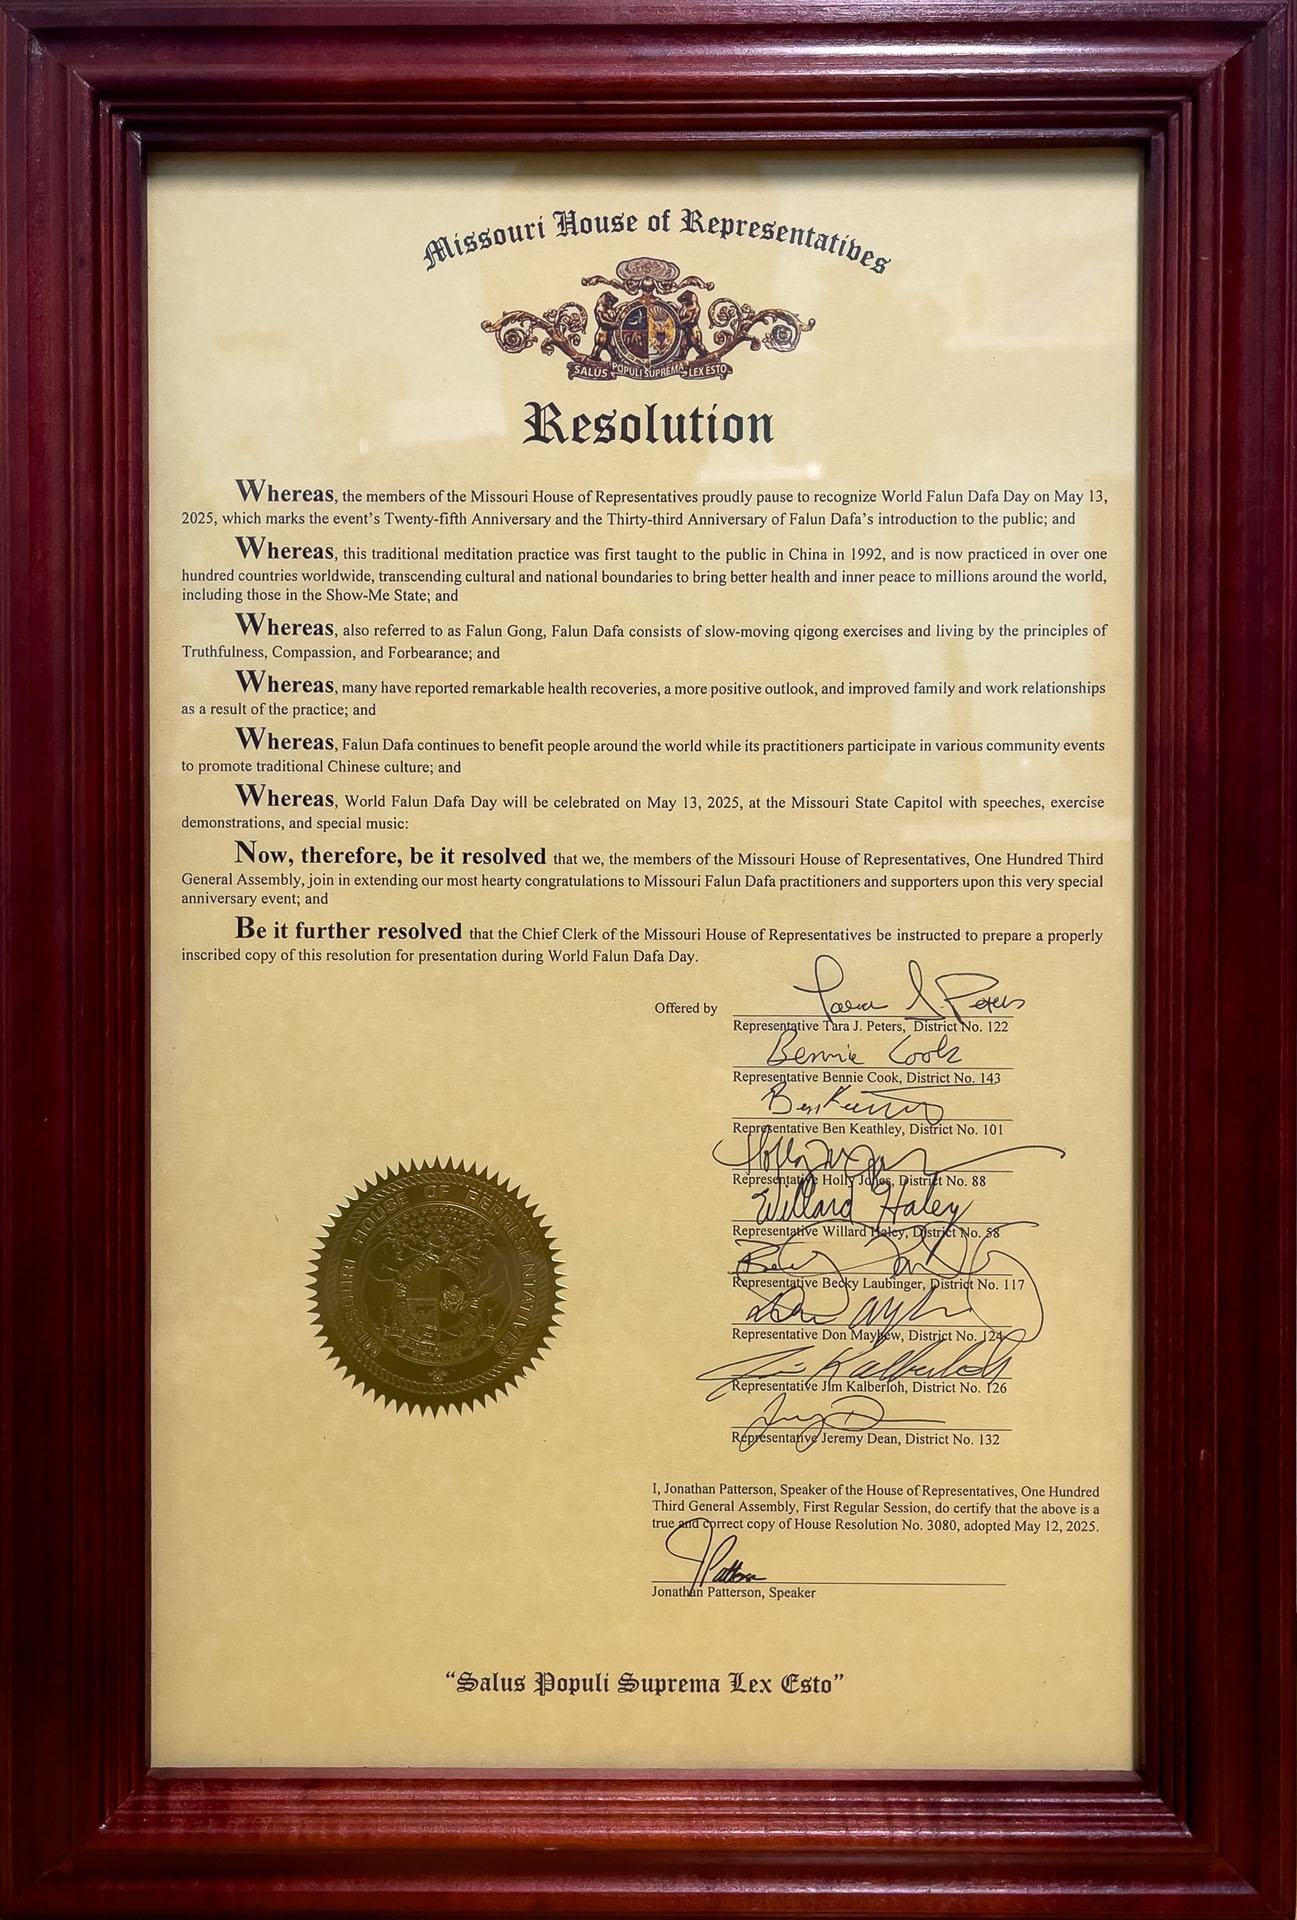 Missouri House of Representatives
SALUS POPULI SUPREMA LEX ESTO
Resolution
Whereas, the members of the Missouri House of Representatives proudly pause to recognize World Falun Dafa Day on May 13,
2025, which marks the event's Twenty-fifth Anniversary and the Thirty-third Anniversary of Falun Dafa's introduction to the public; and
Whereas, this traditional meditation practice was first taught to the public in China in 1992, and is now practiced in over one
hundred countries worldwide, transcending cultural and national boundaries to bring better health and inner peace to millions around the world,
including those in the Show-Me State; and
Whereas, also referred to as Falun Gong, Falun Dafa consists of slow-moving qigong exercises and living by the principles of
Truthfulness, Compassion, and Forbearance; and
Whereas, many have reported remarkable health recoveries, a more positive outlook, and improved family and work relationships
as a result of the practice; and
Whereas, Falun Dafa continues to benefit people around the world while its practitioners participate in various community events
to promote traditional Chinese culture; and
Whereas, World Falun Dafa Day will be celebrated on May 13, 2025, at the Missouri State Capitol with speeches, exercise
demonstrations, and special music:
Now, therefore, be it resolved that we, the members of the Missouri House of Representatives, One Hundred Third
General Assembly, join in extending our most hearty congratulations to Missouri Falun Dafa practitioners and supporters upon this very special
anniversary event; and
Be it further resolved that the Chief Clerk of the Missouri House of Representatives be instructed to prepare a properly
inscribed copy of this resolution for presentation during World Falun Dafa Day.
Offered by Tara J. Peters
Representative Tara J. Peters, District No. 122
Bennie Cook
Representative Bennie Cook, District No. 143
Representative Ben Keathley, District No. 101
Representative Holly Jones, District No. 88
Willard Haley
Representative Willard Haley, District No. 58
Representative Becky Laubinger, District No. 117
Representative Don Mayhew, District No. 124
Jim Kalberloh
Representative Jim Kalberloh, District No. 126
Representative Jeremy Dean, District No. 132
MISSOURI HOUSE OF REPRESENTATIVES
I, Jonathan Patterson, Speaker of the House of Representatives, One Hundred
Third General Assembly, First Regular Session, do certify that the above is a
true and correct copy of House Resolution No. 3080, adopted May 12, 2025.
Jonathan Patterson, Speaker
"Salus Populi Suprema Lex Esto"